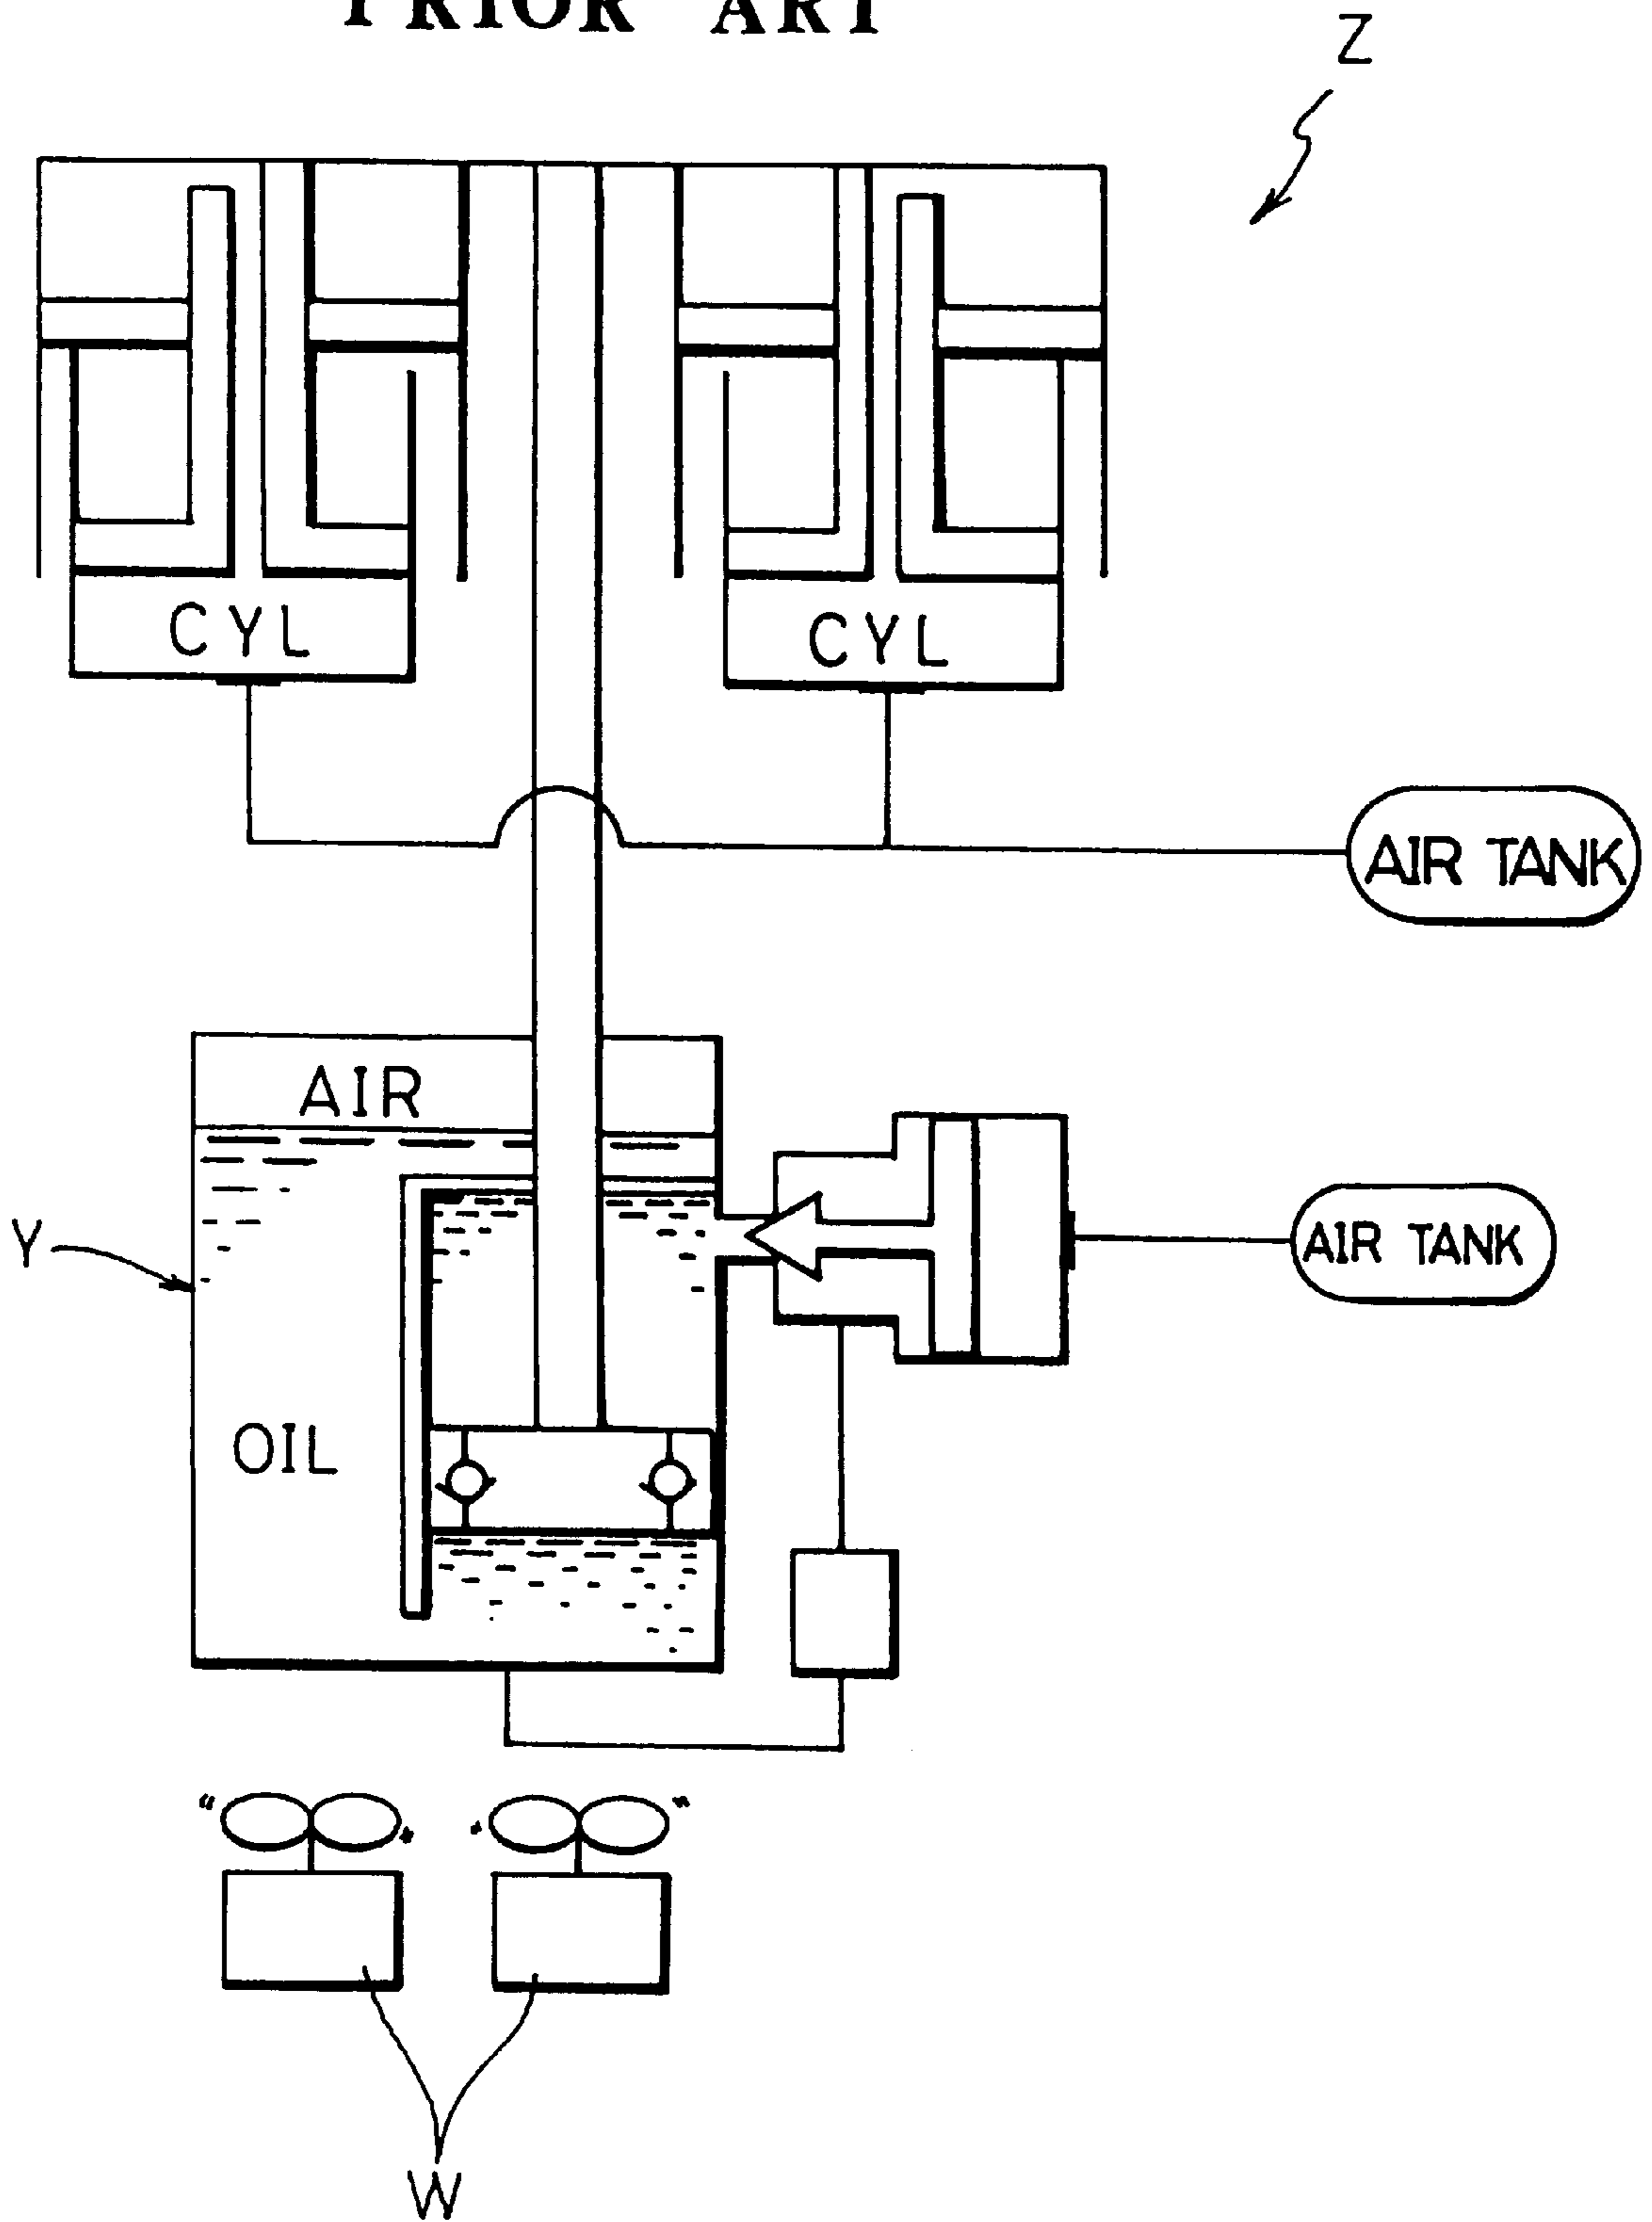 PRIOR ART
Z
CYL
CYL
AIR TANK
AIR
Y
AIR TANK
OIL
W